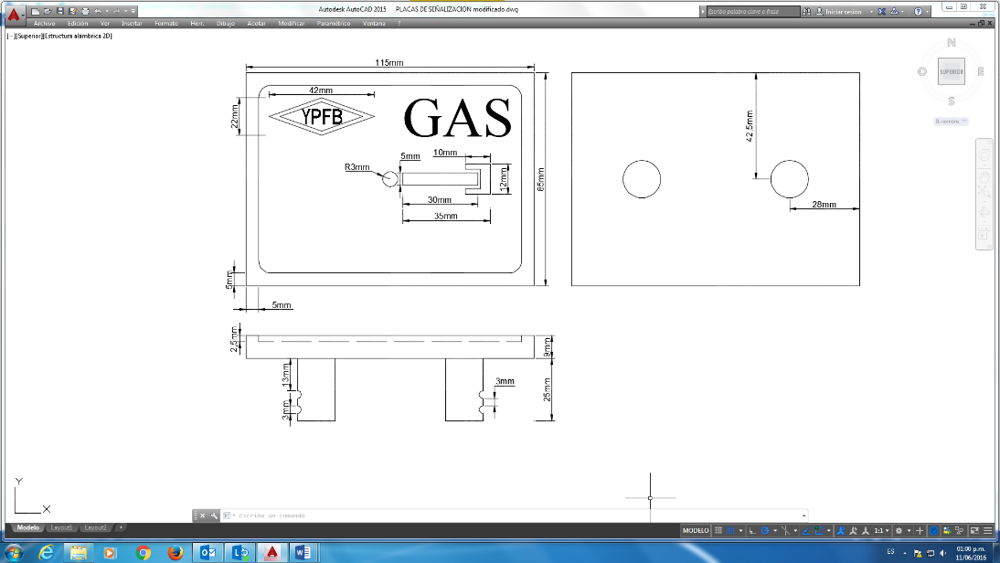 Autodesk AutoCAD 2015 PLACAS DE SEÑALIZACION modificado.dwg
Escriba palabra clave o frase
Iniciar sesión
Archivo Edición Ver Insertar Formato Herr. Dibujo Acotar Modificar Paramétrico Ventana ?
[−][Superior][Estructura alámbrica 2D]
N
O SUPERIOR E
S
115mm
42mm
22mm
YPFB
GAS
42,5mm
5mm
10mm
R3mm
12mm
85mm
30mm
35mm
28mm
5mm
5mm
2,5mm
9mm
13mm
3mm
3mm
25mm
Y
X
Escriba un comando
Modelo Layout1 Layout2 +
MODELO
1:1
ES
01:00 p.m.
11/06/2016